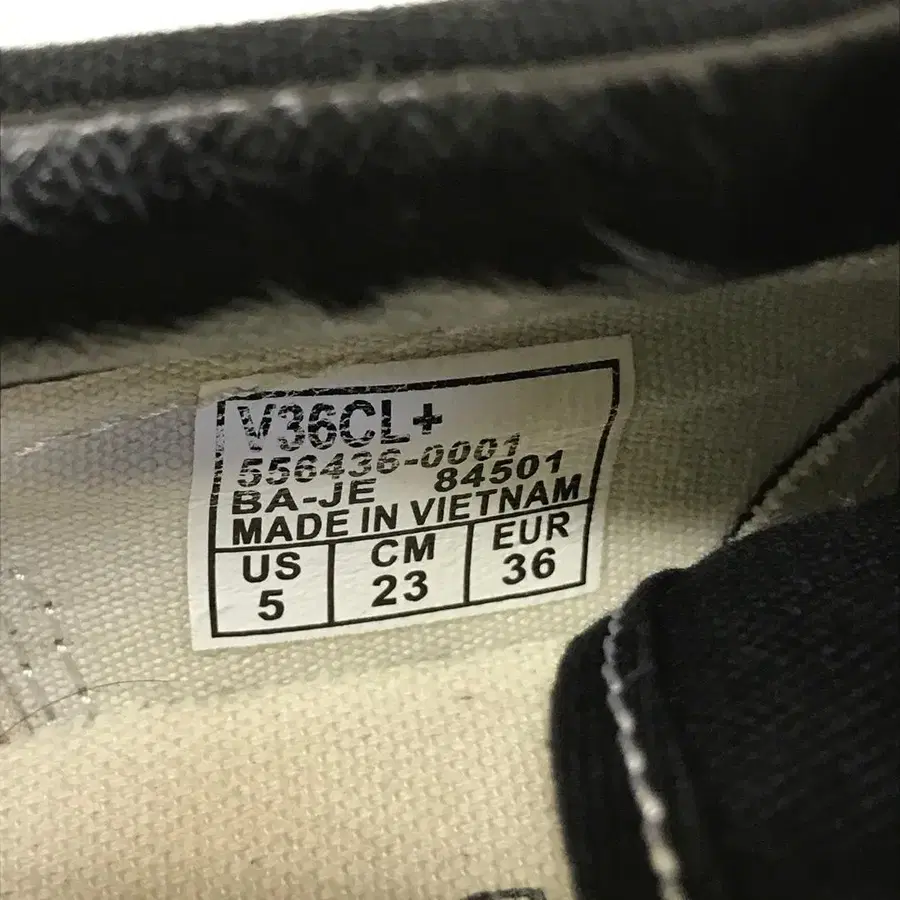 V36CL+
556436-0001
BA-JE 84501
MADE IN VIETNAM
US CM EUR
5 23 36